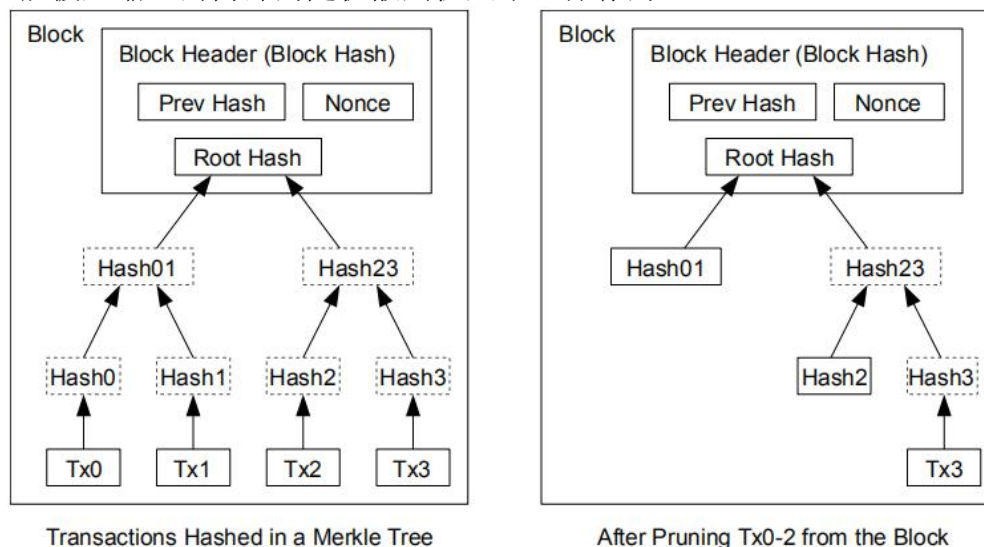 Block
Block Header (Block Hash)
Prev Hash
Nonce
Root Hash
Hash01
Hash23
Hash0
Hash1
Hash2
Hash3
Tx0
Tx1
Tx2
Tx3
Transactions Hashed in a Merkle Tree
Block
Block Header (Block Hash)
Prev Hash
Nonce
Root Hash
Hash01
Hash23
Hash2
Hash3
Tx3
After Pruning Tx0-2 from the Block